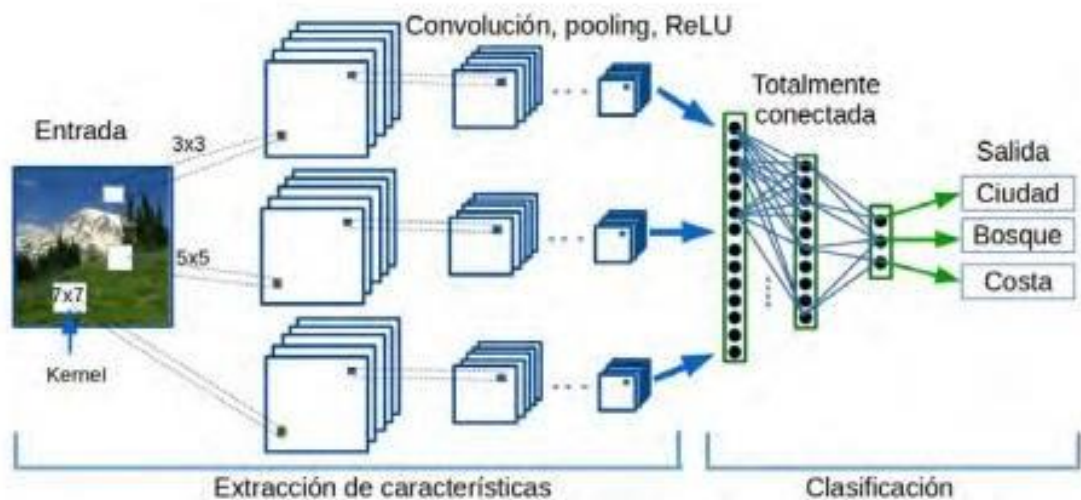 Convolución, pooling, ReLU
Entrada
3x3
5x5
7x7
Kernel
Totalmente
conectada
Salida
Ciudad
Bosque
Costa
Extracción de características
Clasificación